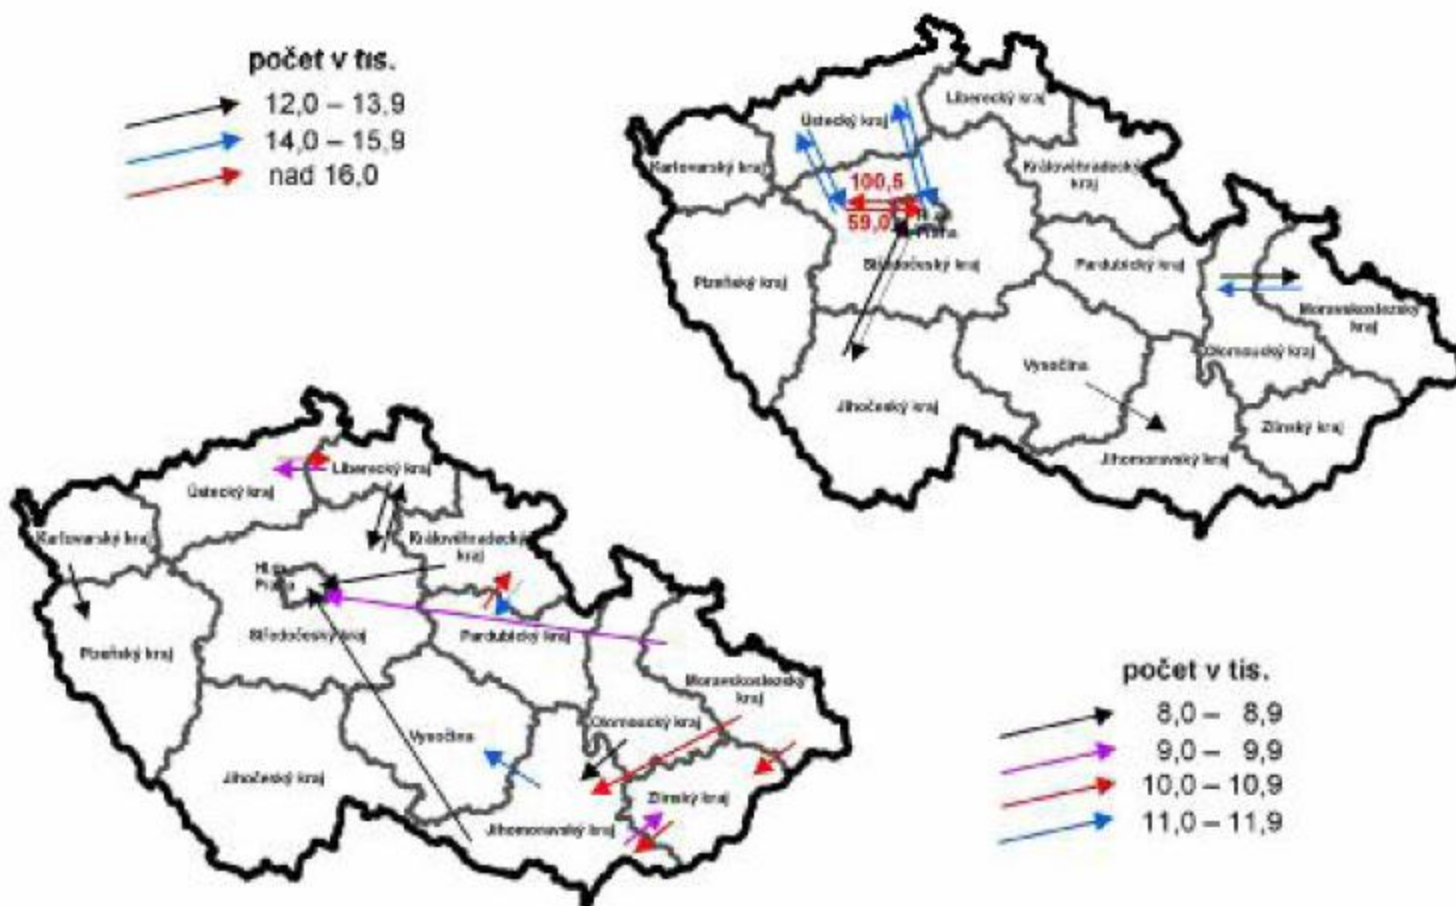 počet v tis.
12,0 – 13,9
14,0 – 15,9
nad 16,0
Liberecký kraj
Ústecký kraj
Karlovarský kraj
Královéhradecký
kraj
100,5
59,0
Praha
Středočeský kraj
Pardubický kraj
Plzeňský kraj
Moravskoslezský
kraj
Olomoucký kraj
Vysočina
Jihočeský kraj
Zlínský kraj
Jihomoravský kraj
Liberecký kraj
Ústecký kraj
Karlovarský kraj
Královéhradecký
kraj
Hl.m.
Praha
Středočeský kraj
Pardubický kraj
Plzeňský kraj
Moravskoslezský
kraj
Olomoucký kraj
Vysočina
Jihočeský kraj
Zlínský kraj
Jihomoravský kraj
počet v tis.
8,0 – 8,9
9,0 – 9,9
10,0 – 10,9
11,0 – 11,9